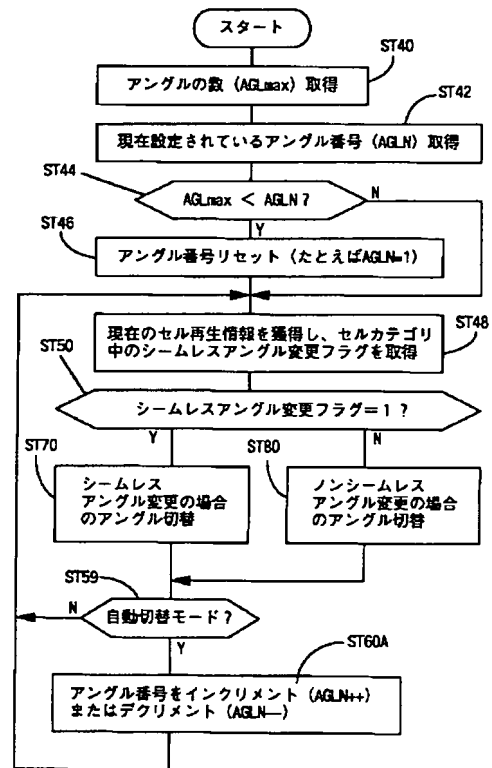 スタート
ST40
アングルの数（AGLmax）取得
ST42
現在設定されているアングル番号（AGLN）取得
ST44
AGLmax ＜ AGLN？
N
Y
ST46
アングル番号リセット（たとえばAGLN=1）
現在のセル再生情報を獲得し、セルカテゴリ
中のシームレスアングル変更フラグを取得
ST48
ST50
シームレスアングル変更フラグ＝1？
Y
N
ST70
シームレス
アングル変更の場合
のアングル切替
ST80
ノンシームレス
アングル変更の場合
のアングル切替
ST59
N
自動切替モード？
Y
ST60A
アングル番号をインクリメント（AGLN++）
またはデクリメント（AGLN—）